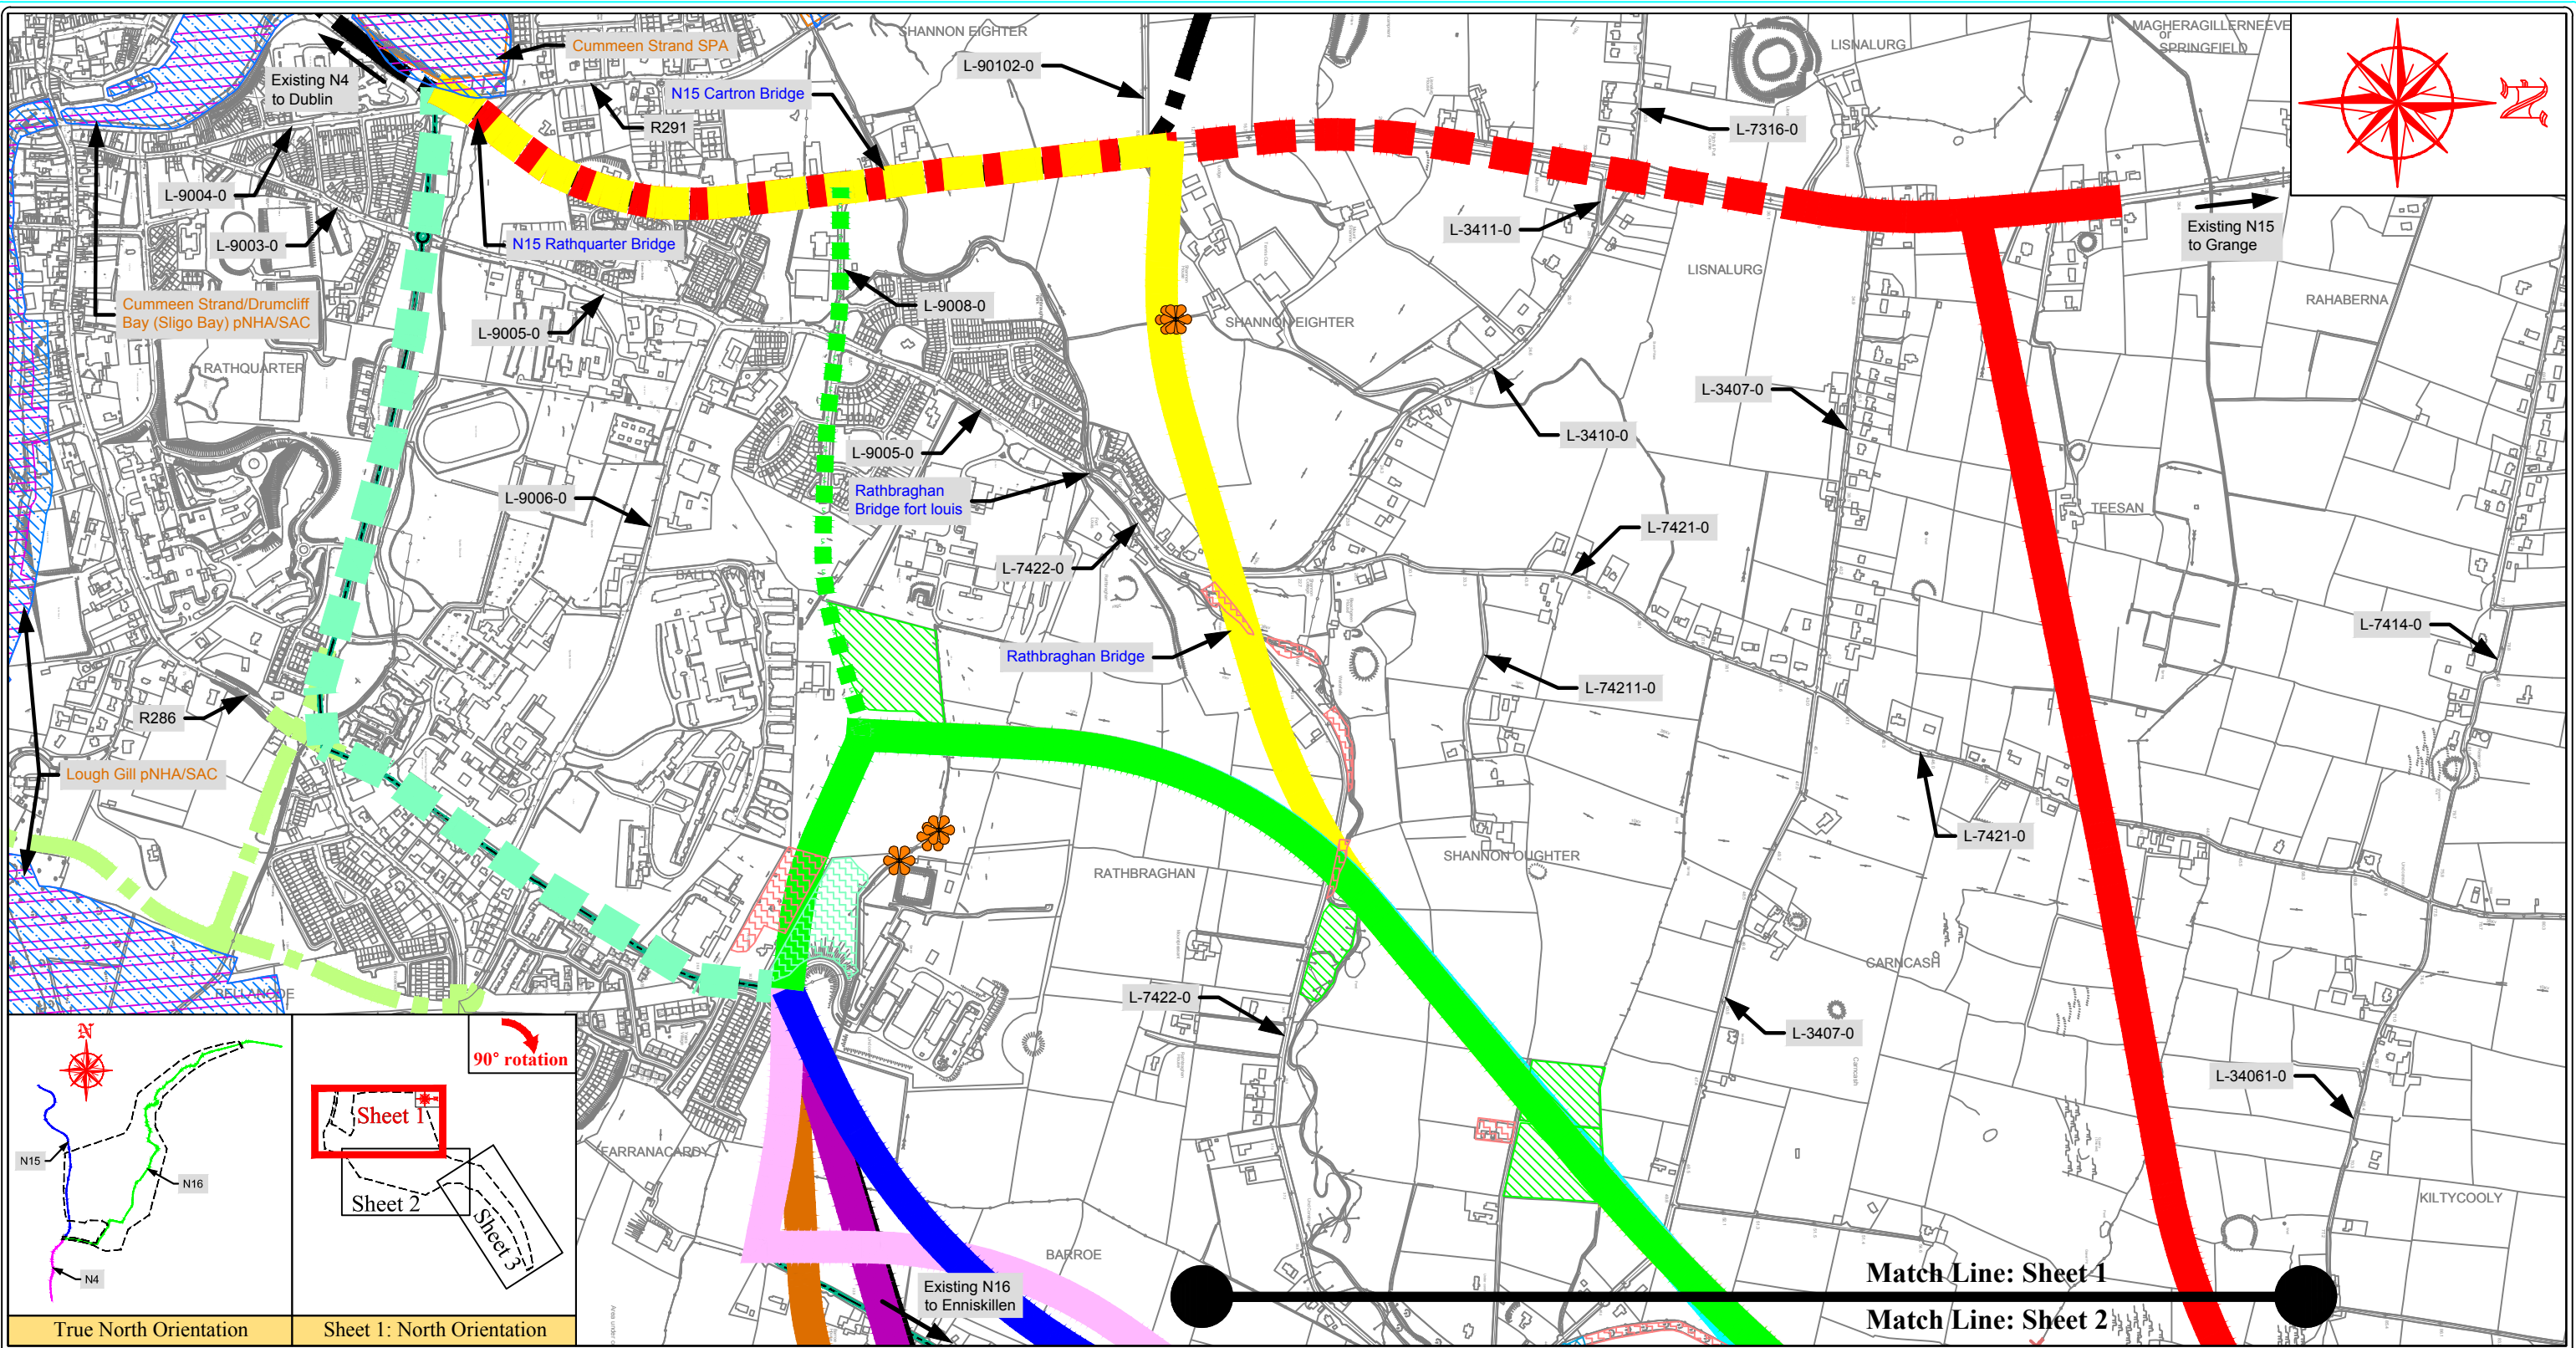 SHANNON EIGHTER
MAGHERAGILLERNEEVE
or
SPRINGFIELD
LISNALURG
Cummeen Strand SPA
Existing N4
to Dublin
L-90102-0
N15 Cartron Bridge
R291
L-7316-0
N
L-9004-0
L-9003-0
N15 Rathquarter Bridge
L-3411-0
Existing N15
to Grange
LISNALURG
Cummeen Strand/Drumcliff
Bay (Sligo Bay) pNHA/SAC
L-9005-0
L-9008-0
SHANNON EIGHTER
RAHABERNA
RATHQUARTER
L-3407-0
L-3410-0
L-9005-0
L-9006-0
Rathbraghan
Bridge fort louis
TEESAN
L-7421-0
L-7422-0
L-7414-0
Rathbraghan Bridge
L-74211-0
R286
Lough Gill pNHA/SAC
L-7421-0
SHANNON OUGHTER
RATHBRAGHAN
CARNCASH
BELLANODE
L-7422-0
L-3407-0
Carncash
L-34061-0
FARRANACARDY
KILTYCOOLY
BARROE
Existing N16
to Enniskillen
Match Line: Sheet 1
Match Line: Sheet 2
N
N15
N16
N4
True North Orientation
90° rotation
Sheet 1
Sheet 2
Sheet 3
Sheet 1: North Orientation